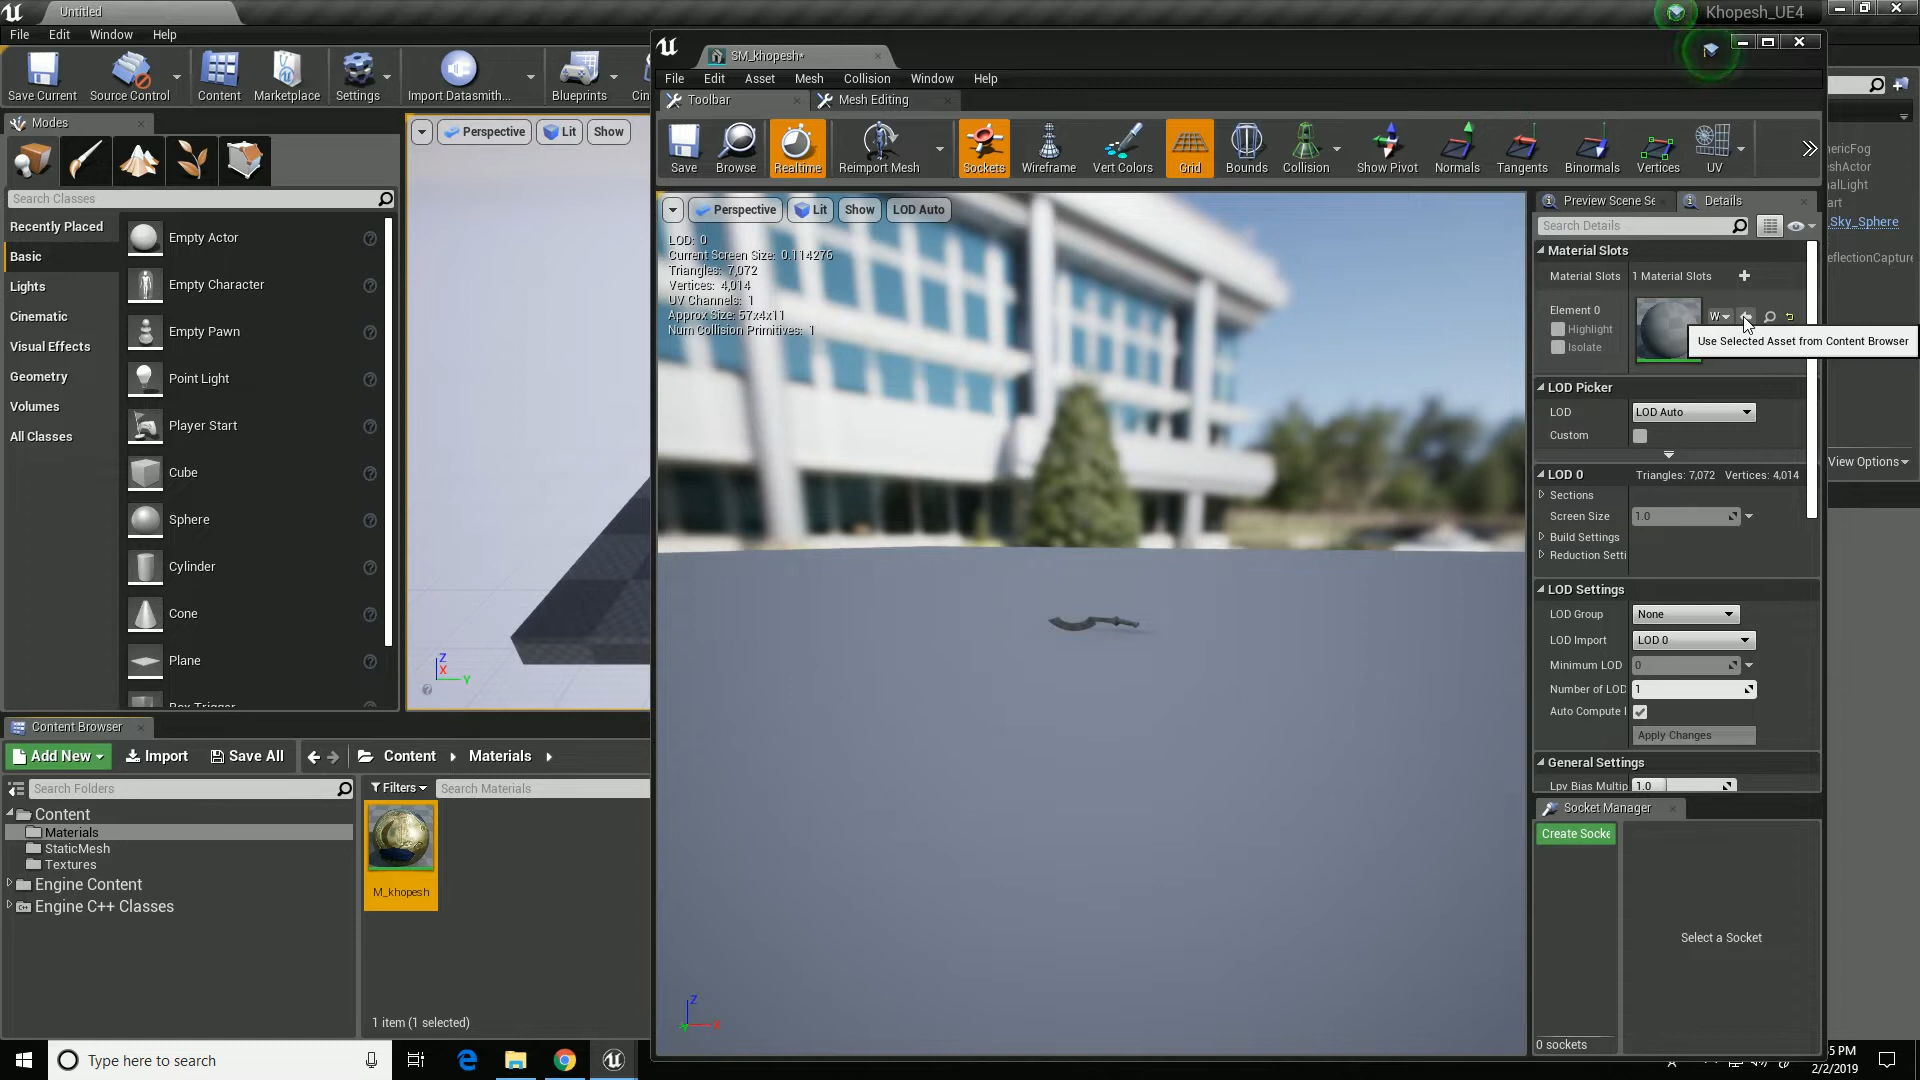 Untitled
Khopesh_UE4
File Edit Window Help
Save Current Source Control Content Marketplace Settings Import Datasmith... Blueprints
Modes
Search Classes
Recently Placed
Basic
Lights
Cinematic
Visual Effects
Geometry
Volumes
All Classes
Empty Actor
Empty Character
Empty Pawn
Point Light
Player Start
Cube
Sphere
Cylinder
Cone
Plane
Box Trigger
Perspective Lit Show
Z
X
Y
SM_khopesh*
File Edit Asset Mesh Collision Window Help
Toolbar Mesh Editing
Save Browse Realtime Reimport Mesh Sockets Wireframe Vert Colors Grid Bounds Collision Show Pivot Normals Tangents Binormals Vertices UV
Perspective Lit Show LOD Auto
LOD: 0
Current Screen Size: 0.114276
Triangles: 7,072
Vertices: 4,014
UV Channels: 1
Approx Size: 57x4x11
Num Collision Primitives: 1
Z
X
Preview Scene Se Details
Search Details
Material Slots
Material Slots 1 Material Slots
Element 0
Highlight
Isolate
W
Use Selected Asset from Content Browser
LOD Picker
LOD LOD Auto
Custom
LOD 0 Triangles: 7,072 Vertices: 4,014
Sections
Screen Size 1.0
Build Settings
Reduction Setti
LOD Settings
LOD Group None
LOD Import LOD 0
Minimum LOD 0
Number of LOD 1
Auto Compute
Apply Changes
General Settings
Lpv Bias Multip 1.0
Socket Manager
Create Socke
Select a Socket
0 sockets
ericFog
eshActor
nalLight
art
_Sky_Sphere
eflectionCapture
View Options
Content Browser
Add New Import Save All Content Materials
Search Folders
Filters Search Materials
Content
Materials
StaticMesh
Textures
Engine Content
Engine C++ Classes
M_khopesh
1 item (1 selected)
Type here to search
5 PM
2/2/2019